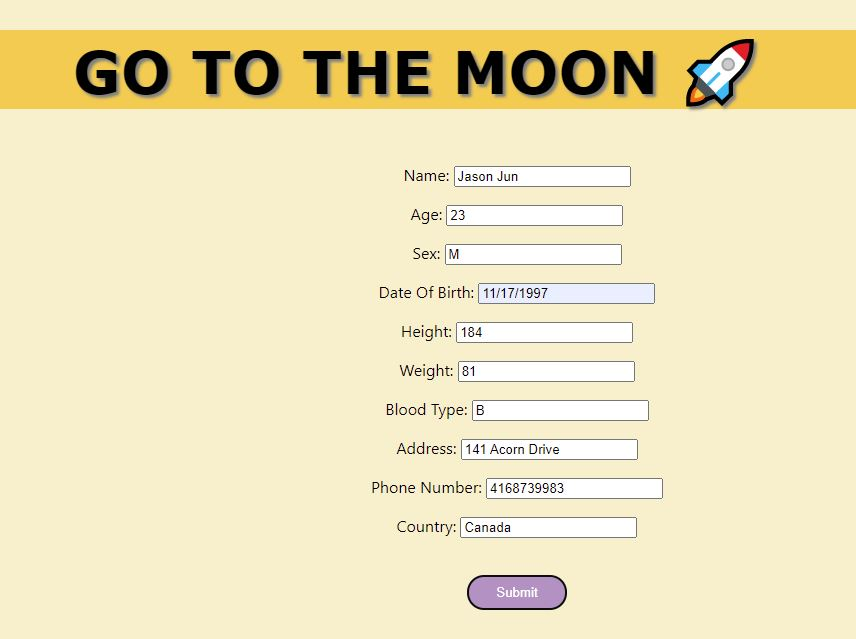 GO TO THE MOON 🚀
Name: Jason Jun
Age: 23
Sex: M
Date Of Birth: 11/17/1997
Height: 184
Weight: 81
Blood Type: B
Address: 141 Acorn Drive
Phone Number: 4168739983
Country: Canada
Submit